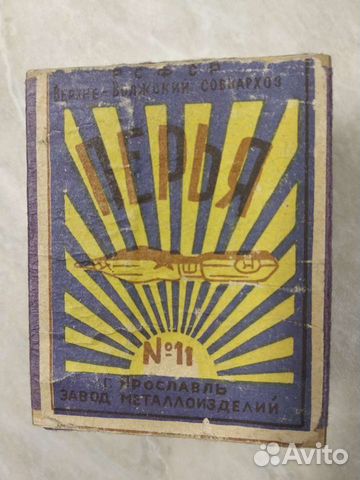 РСФСР
ВЕРХНЕ-ВОЛЖСКИЙ СОВНАРХОЗ
ПЕРЬЯ
№11
Г. ЯРОСЛАВЛЬ
ЗАВОД МЕТАЛЛОИЗДЕЛИЙ
Avito